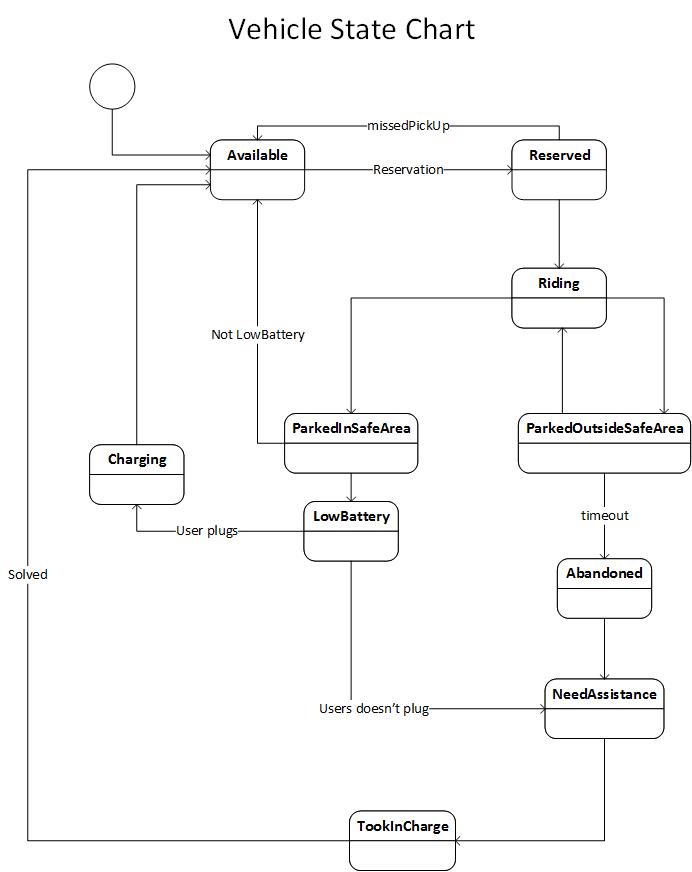 Vehicle State Chart
missedPickUp
Available
Reserved
Reservation
Riding
Not LowBattery
ParkedInSafeArea
ParkedOutsideSafeArea
Charging
LowBattery
timeout
User plugs
Solved
Abandoned
NeedAssistance
Users doesn't plug
TookInCharge